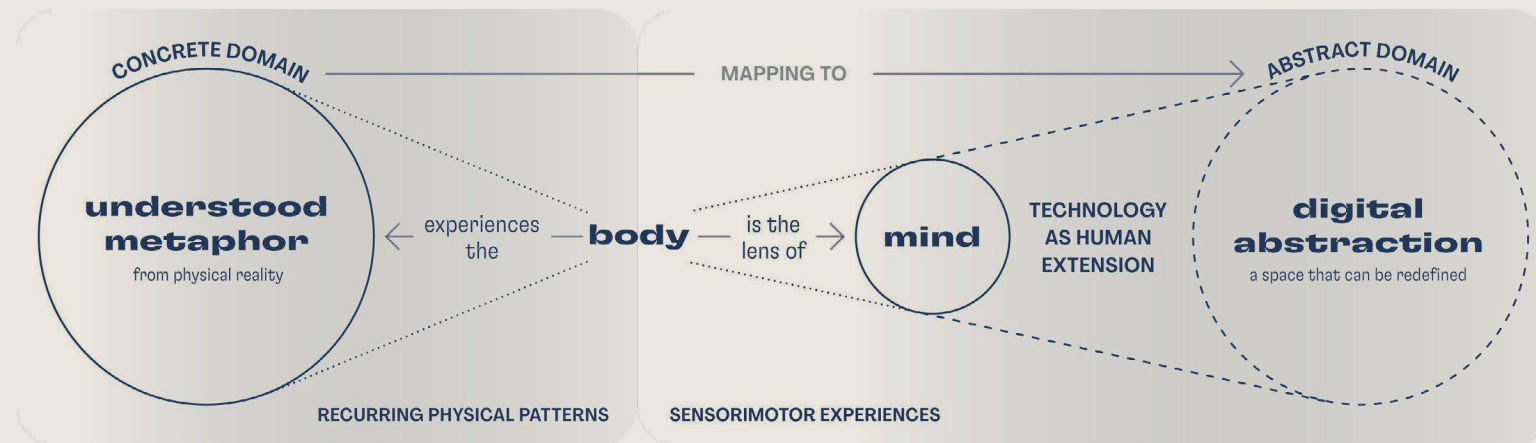 CONCRETE DOMAIN
MAPPING TO
ABSTRACT DOMAIN
understood
metaphor
from physical reality
experiences
the
body
is the
lens of
mind
TECHNOLOGY
AS HUMAN
EXTENSION
digital
abstraction
a space that can be redefined
RECURRING PHYSICAL PATTERNS
SENSORIMOTOR EXPERIENCES